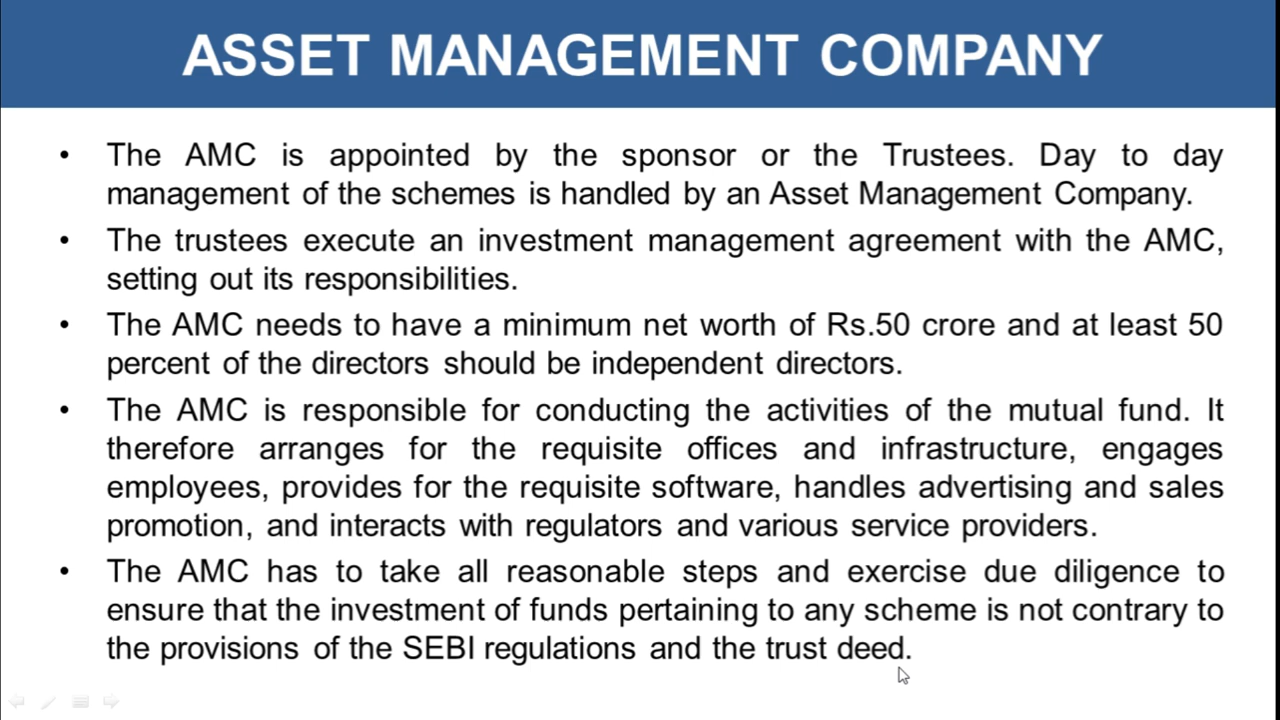 ASSET MANAGEMENT COMPANY
• The AMC is appointed by the sponsor or the Trustees. Day to day
management of the schemes is handled by an Asset Management Company.
• The trustees execute an investment management agreement with the AMC,
setting out its responsibilities.
• The AMC needs to have a minimum net worth of Rs.50 crore and at least 50
percent of the directors should be independent directors.
• The AMC is responsible for conducting the activities of the mutual fund. It
therefore arranges for the requisite offices and infrastructure, engages
employees, provides for the requisite software, handles advertising and sales
promotion, and interacts with regulators and various service providers.
• The AMC has to take all reasonable steps and exercise due diligence to
ensure that the investment of funds pertaining to any scheme is not contrary to
the provisions of the SEBI regulations and the trust deed.